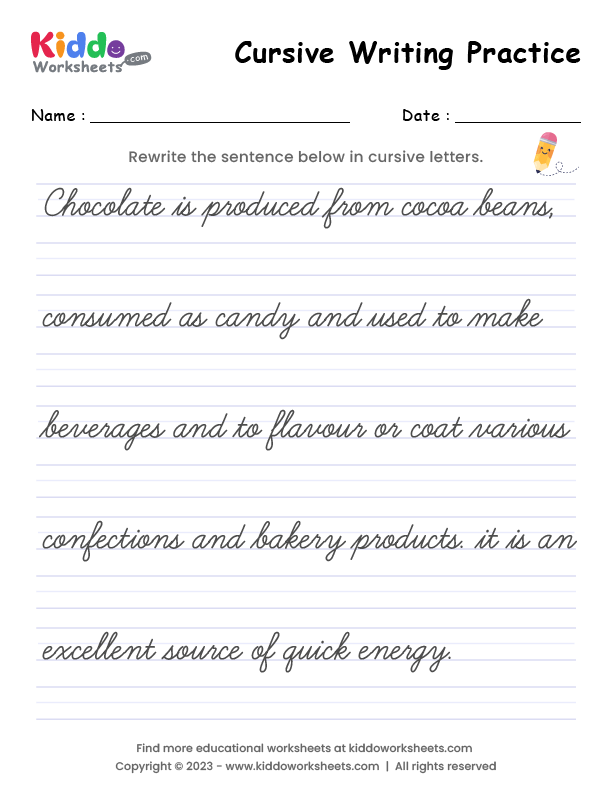 Kiddo
Worksheets.com
Cursive Writing Practice
Name : Date :
Rewrite the sentence below in cursive letters.
Chocolate is produced from cocoa beans,
consumed as candy and used to make
beverages and to flavour or coat various
confections and bakery products. it is an
excellent source of quick energy.
Find more educational worksheets at kiddoworksheets.com
Copyright © 2023 - www.kiddoworksheets.com | All rights reserved